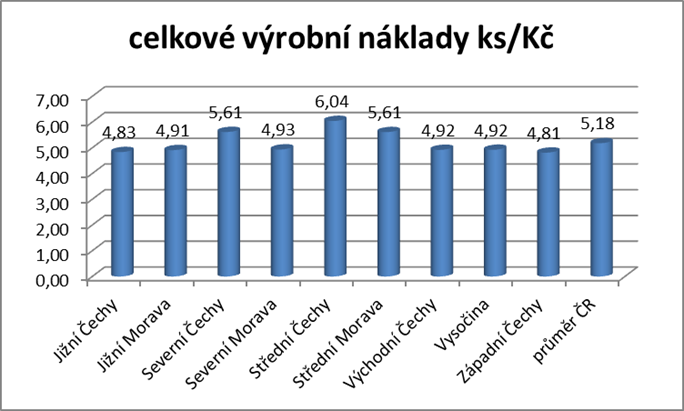 celkové výrobní náklady ks/Kč
7,00
6,00
5,00
4,00
3,00
2,00
1,00
0,00
4,83
4,91
5,61
4,93
6,04
5,61
4,92
4,92
4,81
5,18
Jižní Čechy
Jižní Morava
Severní Čechy
Severní Morava
Střední Čechy
Střední Morava
Východní Čechy
Vysočina
Západní Čechy
průměr ČR